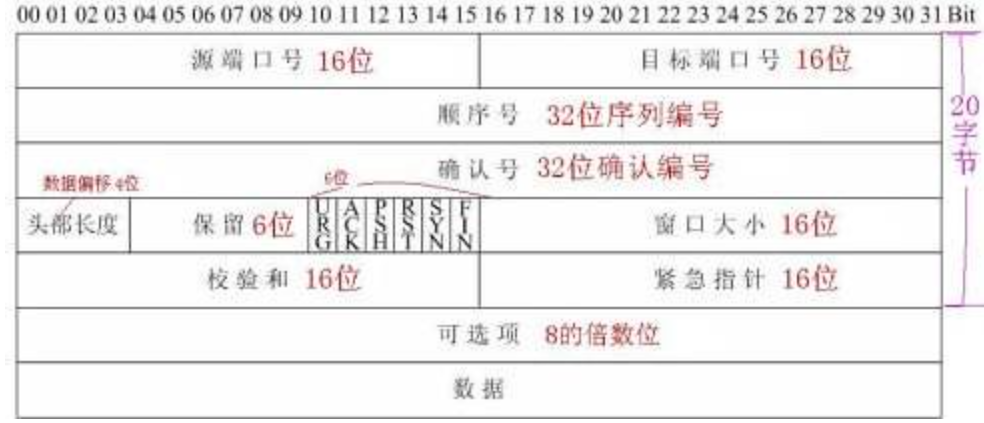 00 01 02 03 04 05 06 07 08 09 10 11 12 13 14 15 16 17 18 19 20 21 22 23 24 25 26 27 28 29 30 31 Bit
源端口号 16位 目标端口号 16位
顺序号 32位序列编号
确认号 32位确认编号
数据偏移4位 6位
头部长度 保留6位 URG ACK PSH RST SYN FIN 窗口大小 16位
校验和 16位 紧急指针 16位
可选项 8的倍数位
数据
20字节